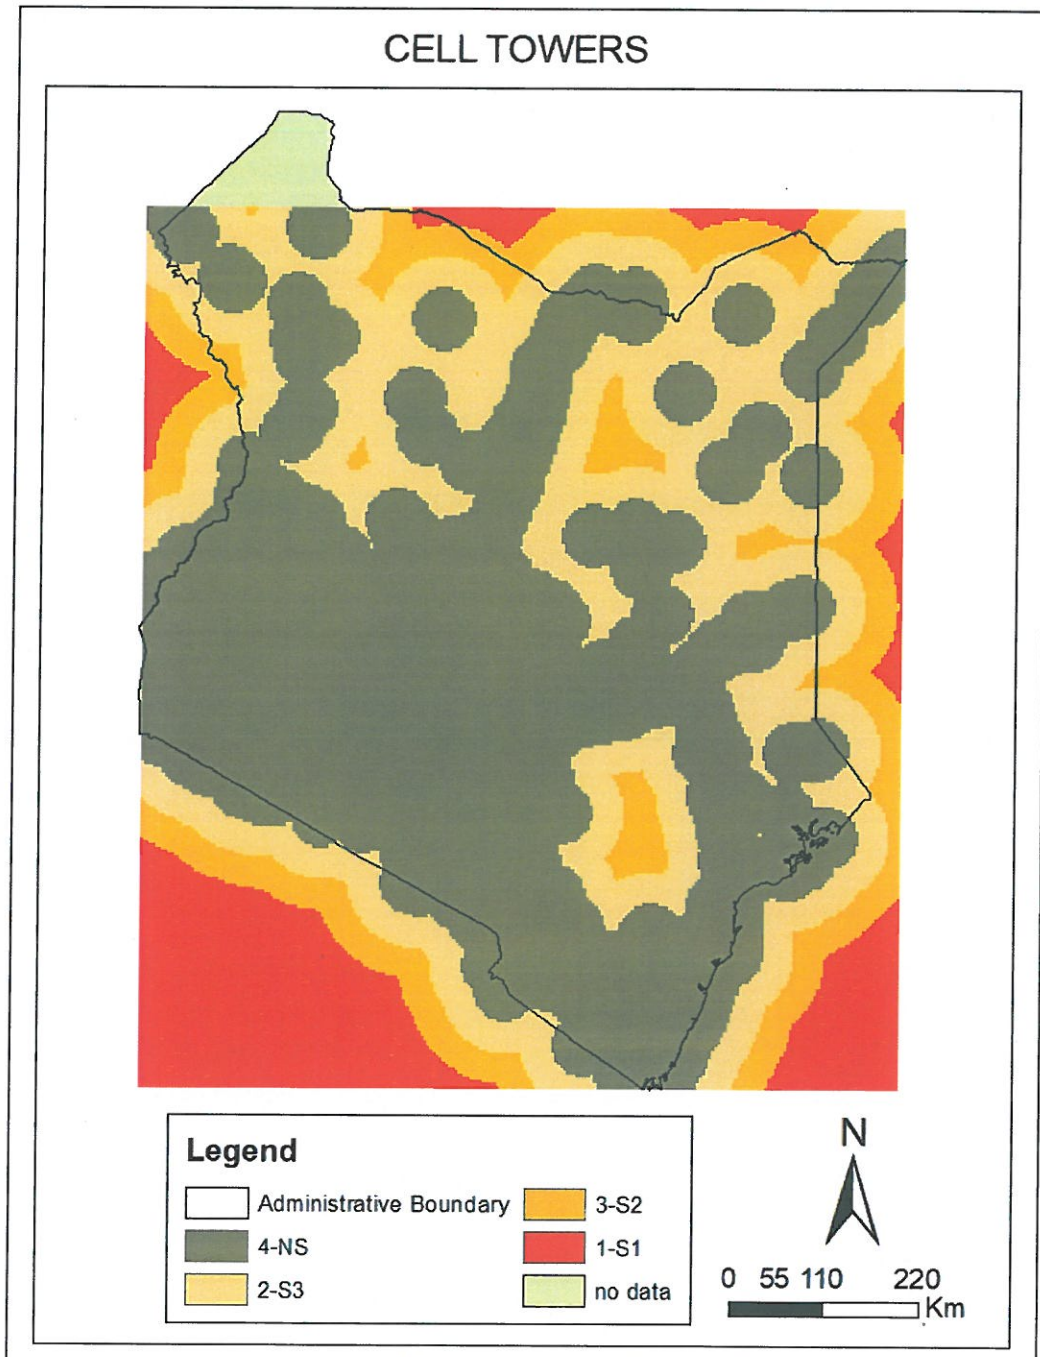 CELL TOWERS
Legend
Administrative Boundary
4-NS
2-S3
3-S2
1-S1
no data
N
0 55 110 220
Km